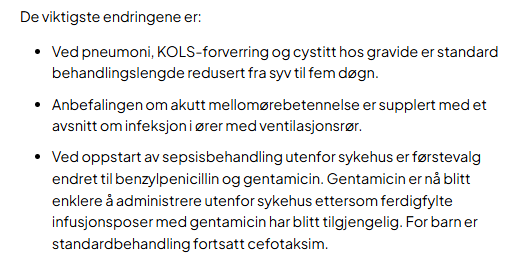 De viktigste endringene er:
• Ved pneumoni, KOLS-forverring og cystitt hos gravide er standard
behandlingslengde redusert fra syv til fem døgn.
• Anbefalingen om akutt mellomørebetennelse er supplert med et
avsnitt om infeksjon i ører med ventilasjonsrør.
• Ved oppstart av sepsisbehandling utenfor sykehus er førstevalg
endret til benzylpenicillin og gentamicin. Gentamicin er nå blitt
enklere å administrere utenfor sykehus ettersom ferdigfylte
infusjonsposer med gentamicin har blitt tilgjengelig. For barn er
standardbehandling fortsatt cefotaksim.